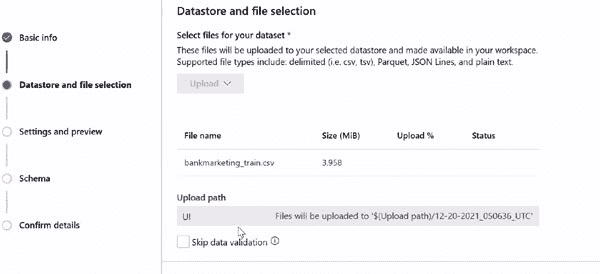 Datastore and file selection
Basic info
Select files for your dataset *
These files will be uploaded to your selected datastore and made available in your workspace.
Supported file types include: delimited (i.e. csv, tsv), Parquet, JSON Lines, and plain text.
Datastore and file selection
Upload
Settings and preview
File name Size (MiB) Upload % Status
bankmarketing_train.csv 3.958
Schema
Upload path
UI Files will be uploaded to '$(Upload path)/12-20-2021_050636_UTC'
Confirm details
Skip data validation